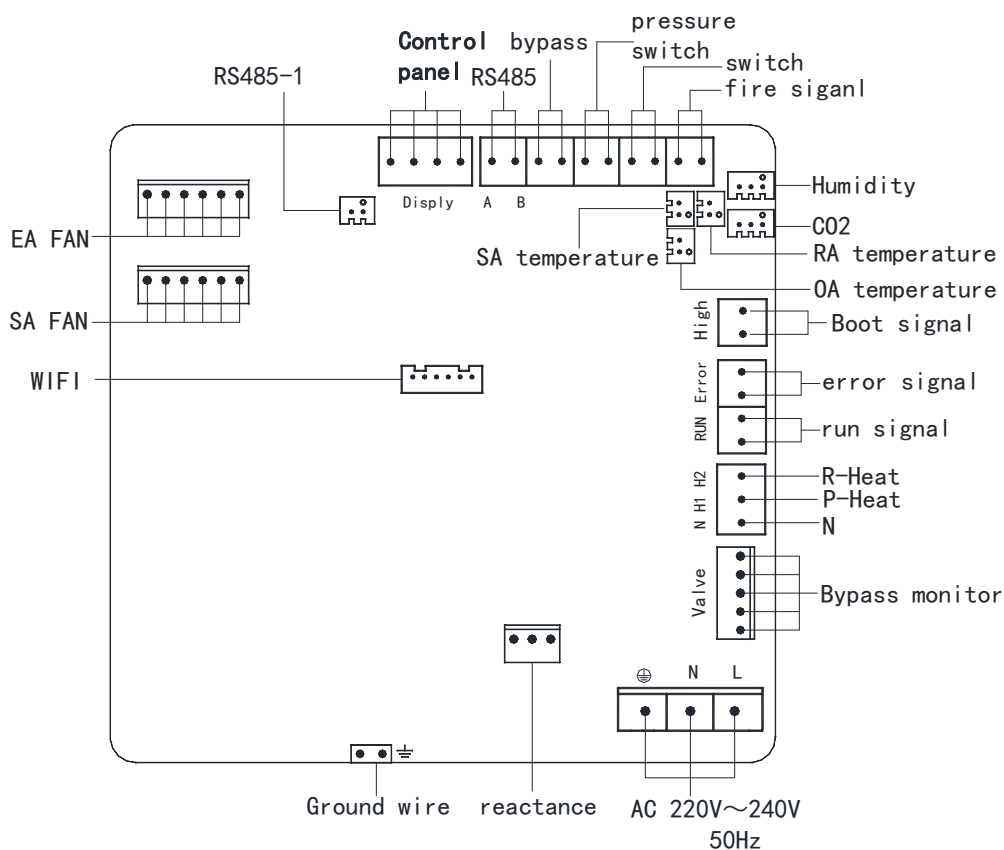 pressure
switch
Control
panel
bypass
RS485
RS485-1
switch
fire siganl
Disply
A
B
Humidity
CO2
RA temperature
SA temperature
OA temperature
EA FAN
SA FAN
High
Boot signal
WIFI
Error
error signal
RUN
run signal
N H1 H2
R-Heat
P-Heat
N
Valve
Bypass monitor
N
L
Ground wire
reactance
AC 220V～240V
50Hz